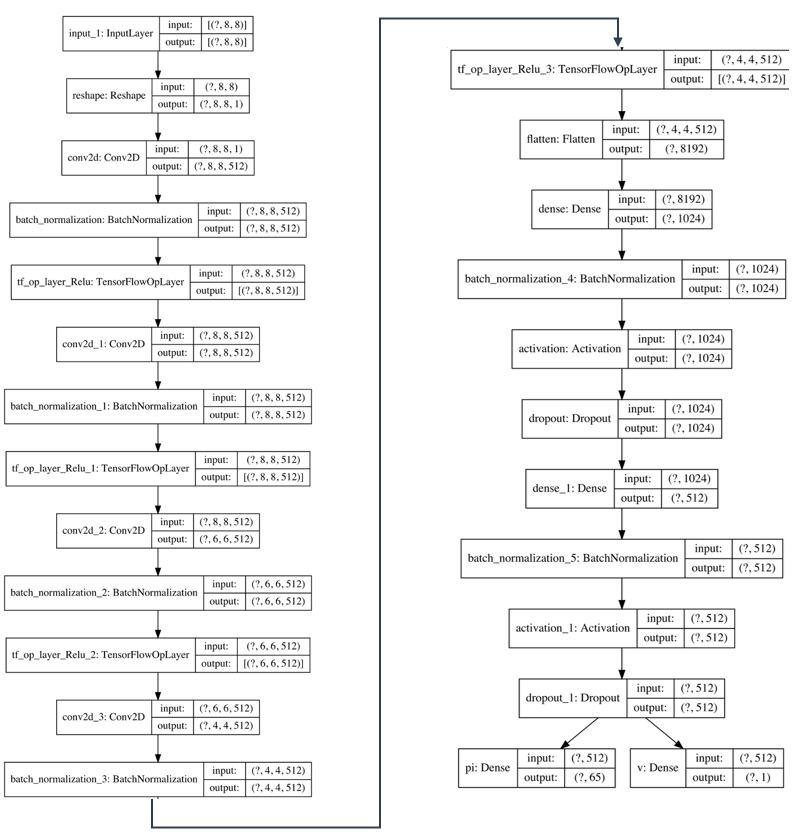 input_1: InputLayer input: [(?, 8, 8)]
output: [(?, 8, 8)]
reshape: Reshape input: (?, 8, 8)
output: (?, 8, 8, 1)
conv2d: Conv2D input: (?, 8, 8, 1)
output: (?, 8, 8, 512)
batch_normalization: BatchNormalization input: (?, 8, 8, 512)
output: (?, 8, 8, 512)
tf_op_layer_Relu: TensorFlowOpLayer input: (?, 8, 8, 512)
output: [(?, 8, 8, 512)]
conv2d_1: Conv2D input: (?, 8, 8, 512)
output: (?, 8, 8, 512)
batch_normalization_1: BatchNormalization input: (?, 8, 8, 512)
output: (?, 8, 8, 512)
tf_op_layer_Relu_1: TensorFlowOpLayer input: (?, 8, 8, 512)
output: [(?, 8, 8, 512)]
conv2d_2: Conv2D input: (?, 8, 8, 512)
output: (?, 6, 6, 512)
batch_normalization_2: BatchNormalization input: (?, 6, 6, 512)
output: (?, 6, 6, 512)
tf_op_layer_Relu_2: TensorFlowOpLayer input: (?, 6, 6, 512)
output: [(?, 6, 6, 512)]
conv2d_3: Conv2D input: (?, 6, 6, 512)
output: (?, 4, 4, 512)
batch_normalization_3: BatchNormalization input: (?, 4, 4, 512)
output: (?, 4, 4, 512)
tf_op_layer_Relu_3: TensorFlowOpLayer input: (?, 4, 4, 512)
output: [(?, 4, 4, 512)]
flatten: Flatten input: (?, 4, 4, 512)
output: (?, 8192)
dense: Dense input: (?, 8192)
output: (?, 1024)
batch_normalization_4: BatchNormalization input: (?, 1024)
output: (?, 1024)
activation: Activation input: (?, 1024)
output: (?, 1024)
dropout: Dropout input: (?, 1024)
output: (?, 1024)
dense_1: Dense input: (?, 1024)
output: (?, 512)
batch_normalization_5: BatchNormalization input: (?, 512)
output: (?, 512)
activation_1: Activation input: (?, 512)
output: (?, 512)
dropout_1: Dropout input: (?, 512)
output: (?, 512)
pi: Dense input: (?, 512)
output: (?, 65)
v: Dense input: (?, 512)
output: (?, 1)